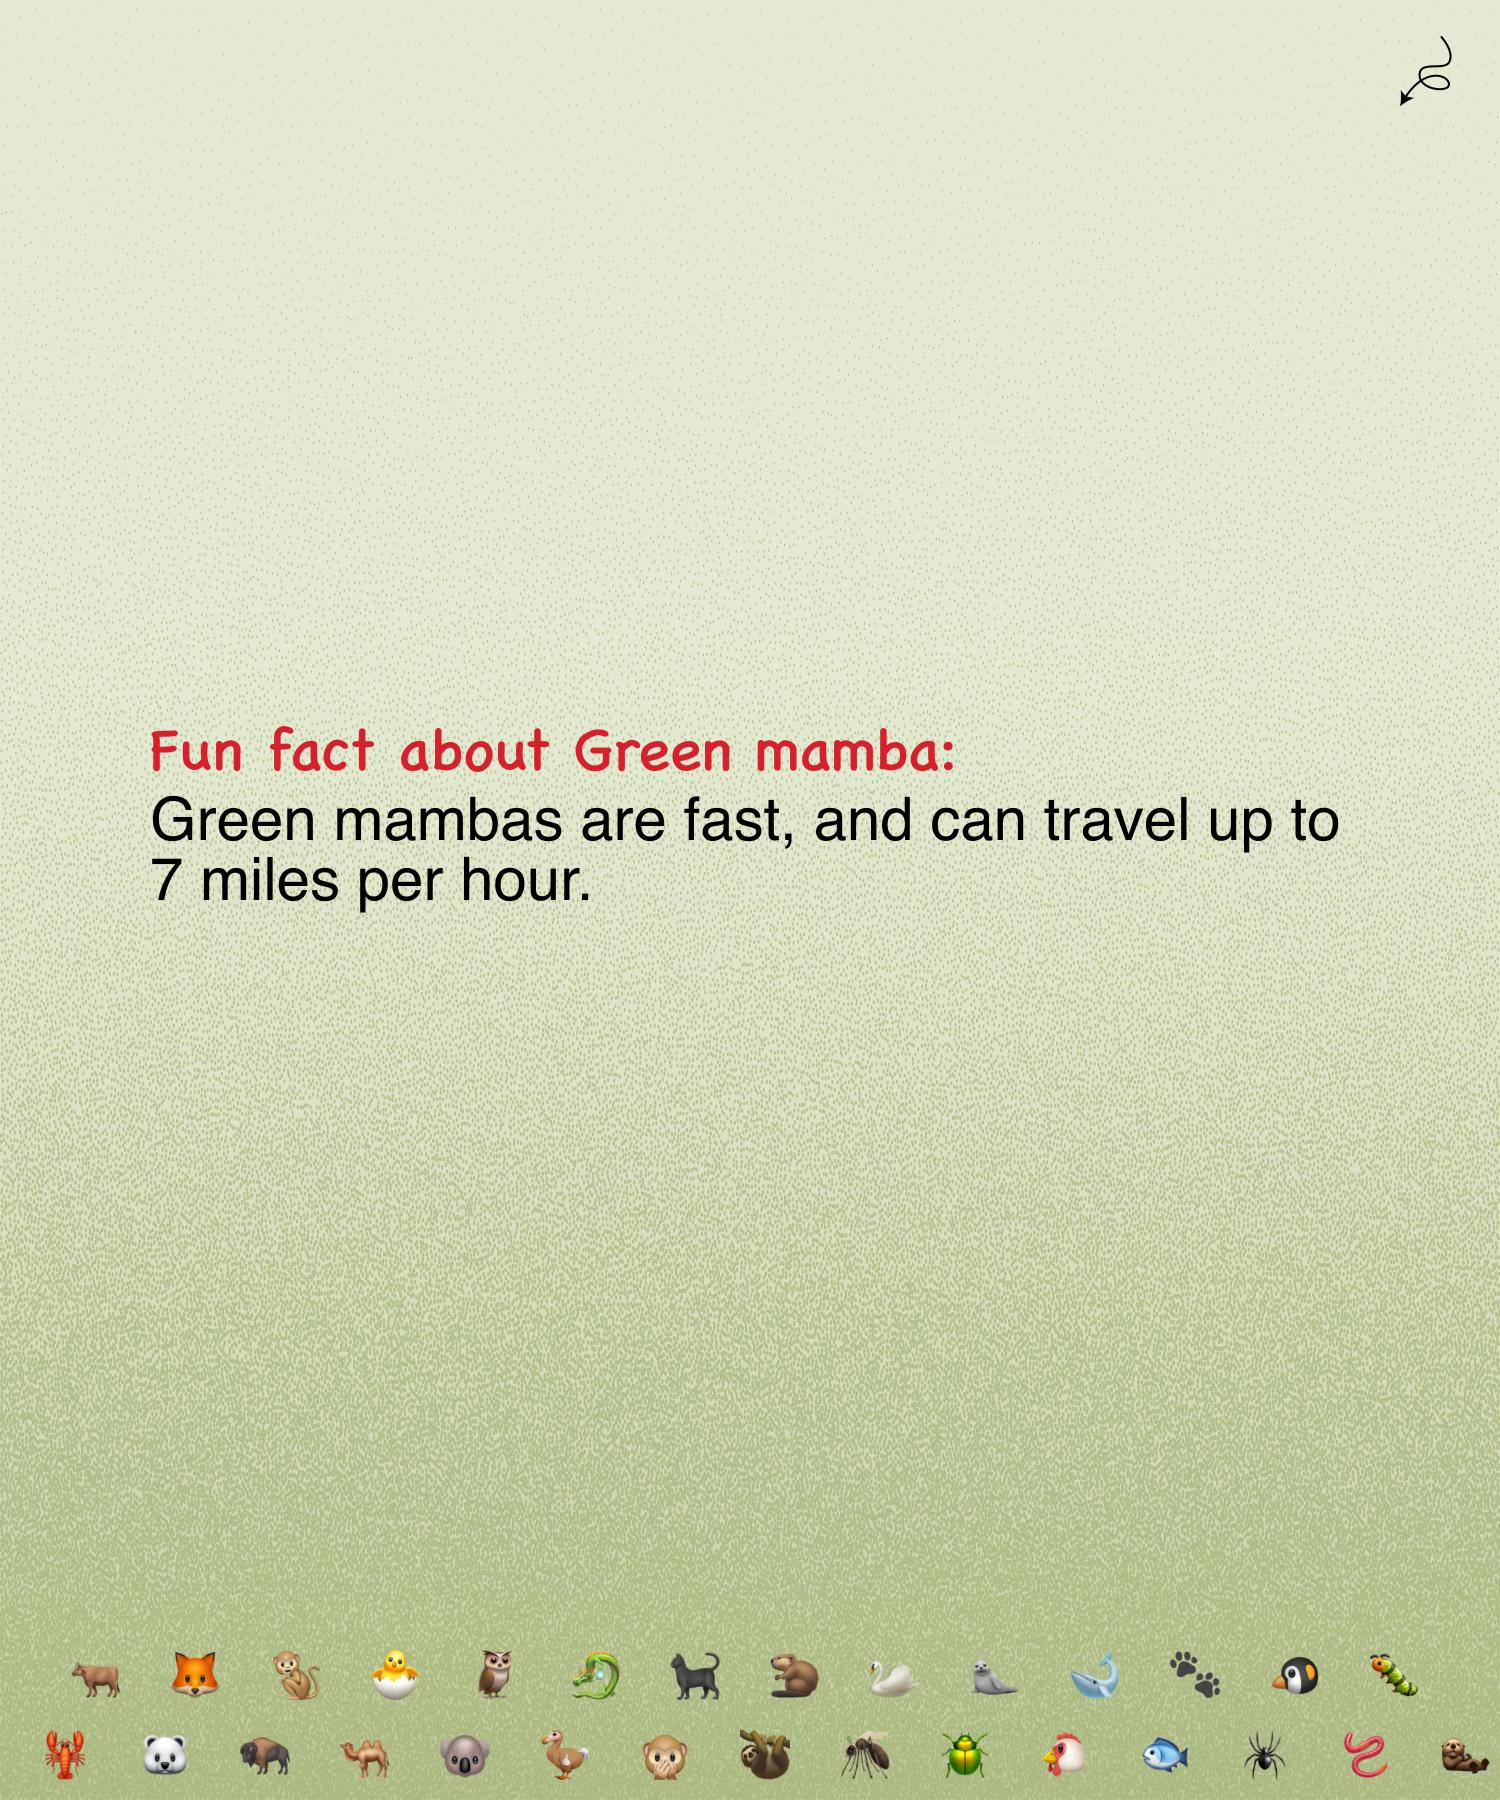 Fun fact about Green mamba:
Green mambas are fast, and can travel up to
7 miles per hour.